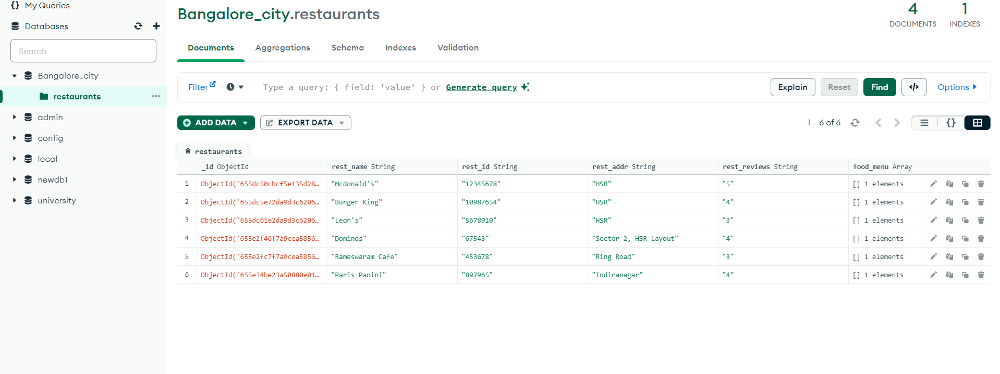 My Queries
Databases
Search
Bangalore_city
restaurants
admin
config
local
newdb1
university
Bangalore_city.restaurants
4
DOCUMENTS
1
INDEXES
Documents Aggregations Schema Indexes Validation
Filter Type a query: { field: 'value' } or Generate query Explain Reset Find </> Options
ADD DATA EXPORT DATA 1 – 6 of 6 {}
restaurants
_id ObjectId rest_name String rest_id String rest_addr String rest_reviews String food_menu Array
1 ObjectId('655dc50cbcf5e135d28… "Mcdonald's" "12345678" "HSR" "5" [] 1 elements
2 ObjectId('655dc5e72da9d3c6206… "Burger King" "10987654" "HSR" "4" [] 1 elements
3 ObjectId('655dc61e2da9d3c6206… "Leon's" "5678910" "HSR" "3" [] 1 elements
4 ObjectId('655e2f46f7a9cea5856… "Dominos" "67543" "Sector-2, HSR Layout" "4" [] 1 elements
5 ObjectId('655e2fc7f7a9cea5856… "Rameswaram Cafe" "453678" "Ring Road" "3" [] 1 elements
6 ObjectId('655e34be23a50880e01… "Paris Panini" "897965" "Indiranagar" "4" [] 1 elements